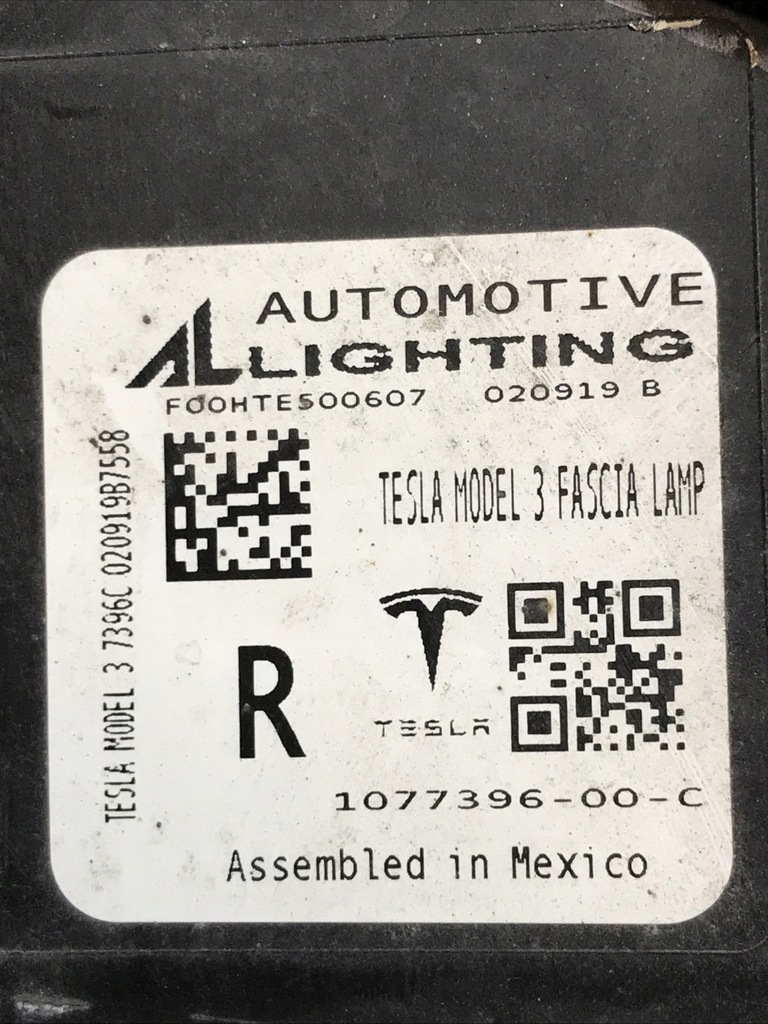 AUTOMOTIVE
AL LIGHTING
F00HTE500607 020919 B
TESLA MODEL 3 7396C 020919B7558
TESLA MODEL 3 FASCIA LAMP
R
TESLA
1077396-00-C
Assembled in Mexico